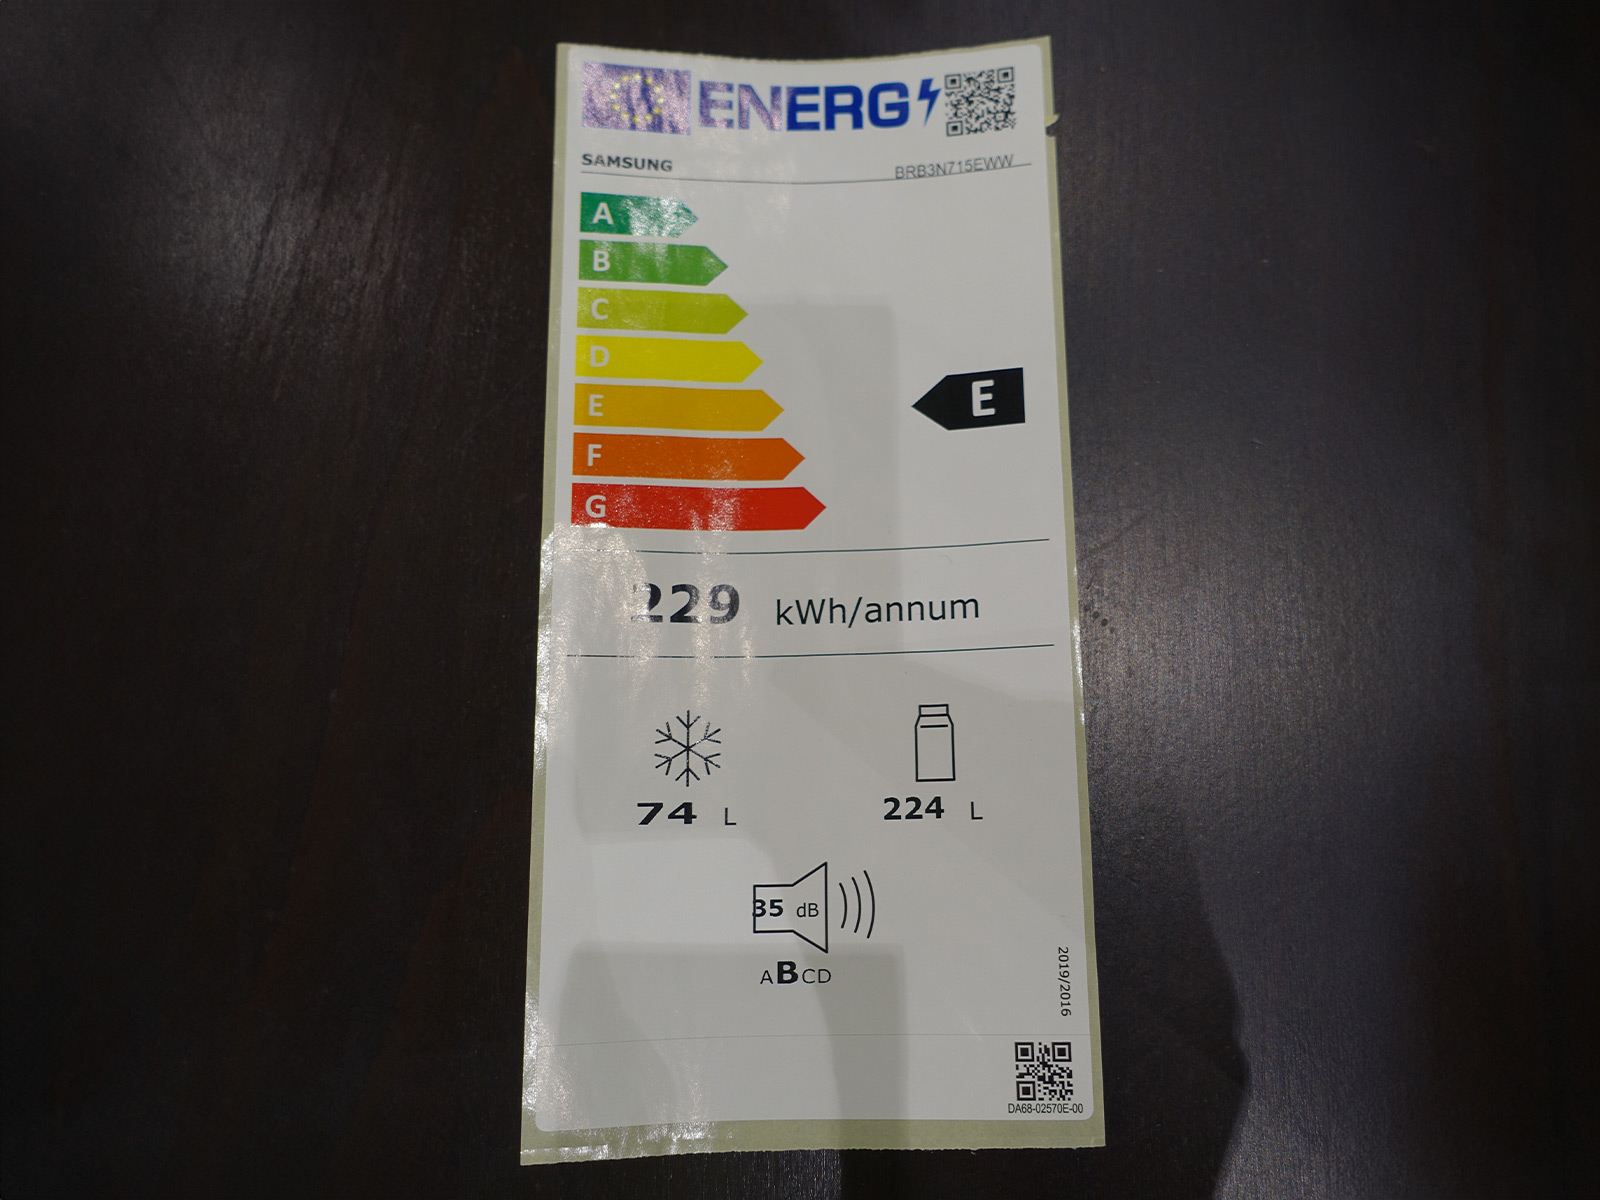 ENERG
SAMSUNG BRB3N715EWW
A
B
C
D
E
E
F
G
229 kWh/annum
74 L 224 L
35 dB
ABCD
2019/2016
DA68-02570E-00